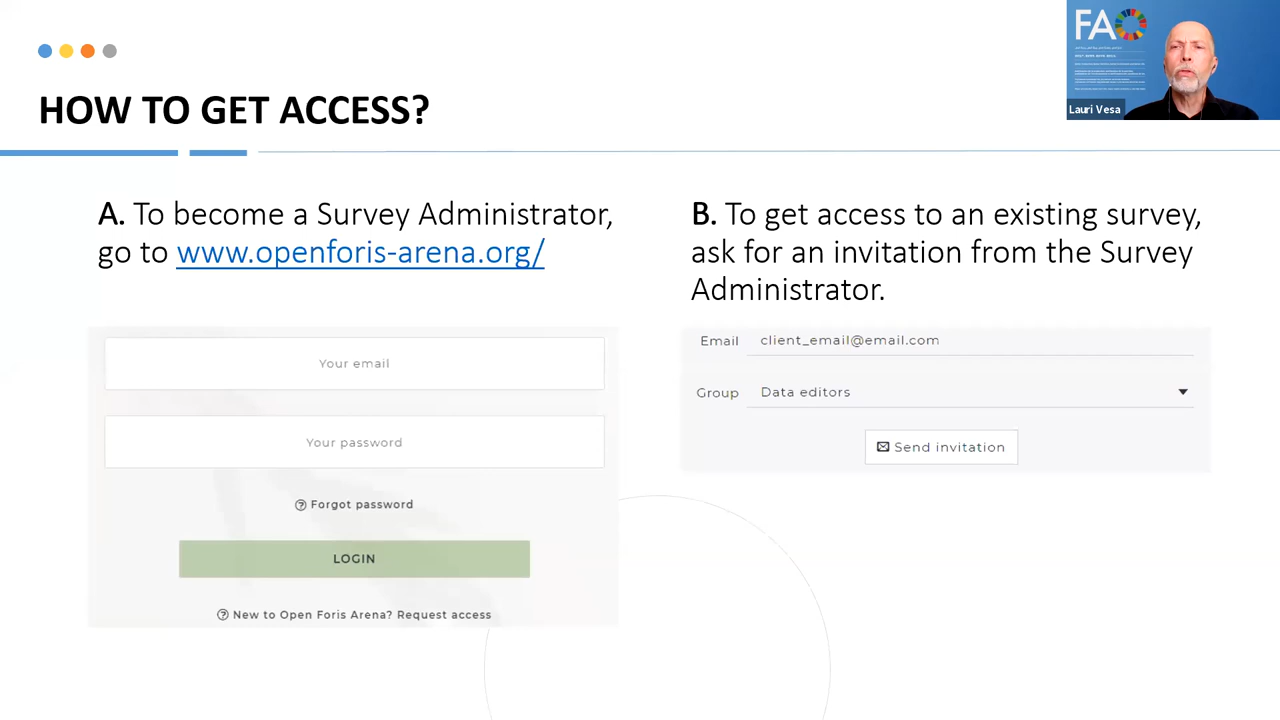 HOW TO GET ACCESS?
FAO
Lauri Vesa
A. To become a Survey Administrator,
go to www.openforis-arena.org/
Your email
Your password
Forgot password
LOGIN
New to Open Foris Arena? Request access
B. To get access to an existing survey,
ask for an invitation from the Survey
Administrator.
Email client_email@email.com
Group Data editors
Send invitation